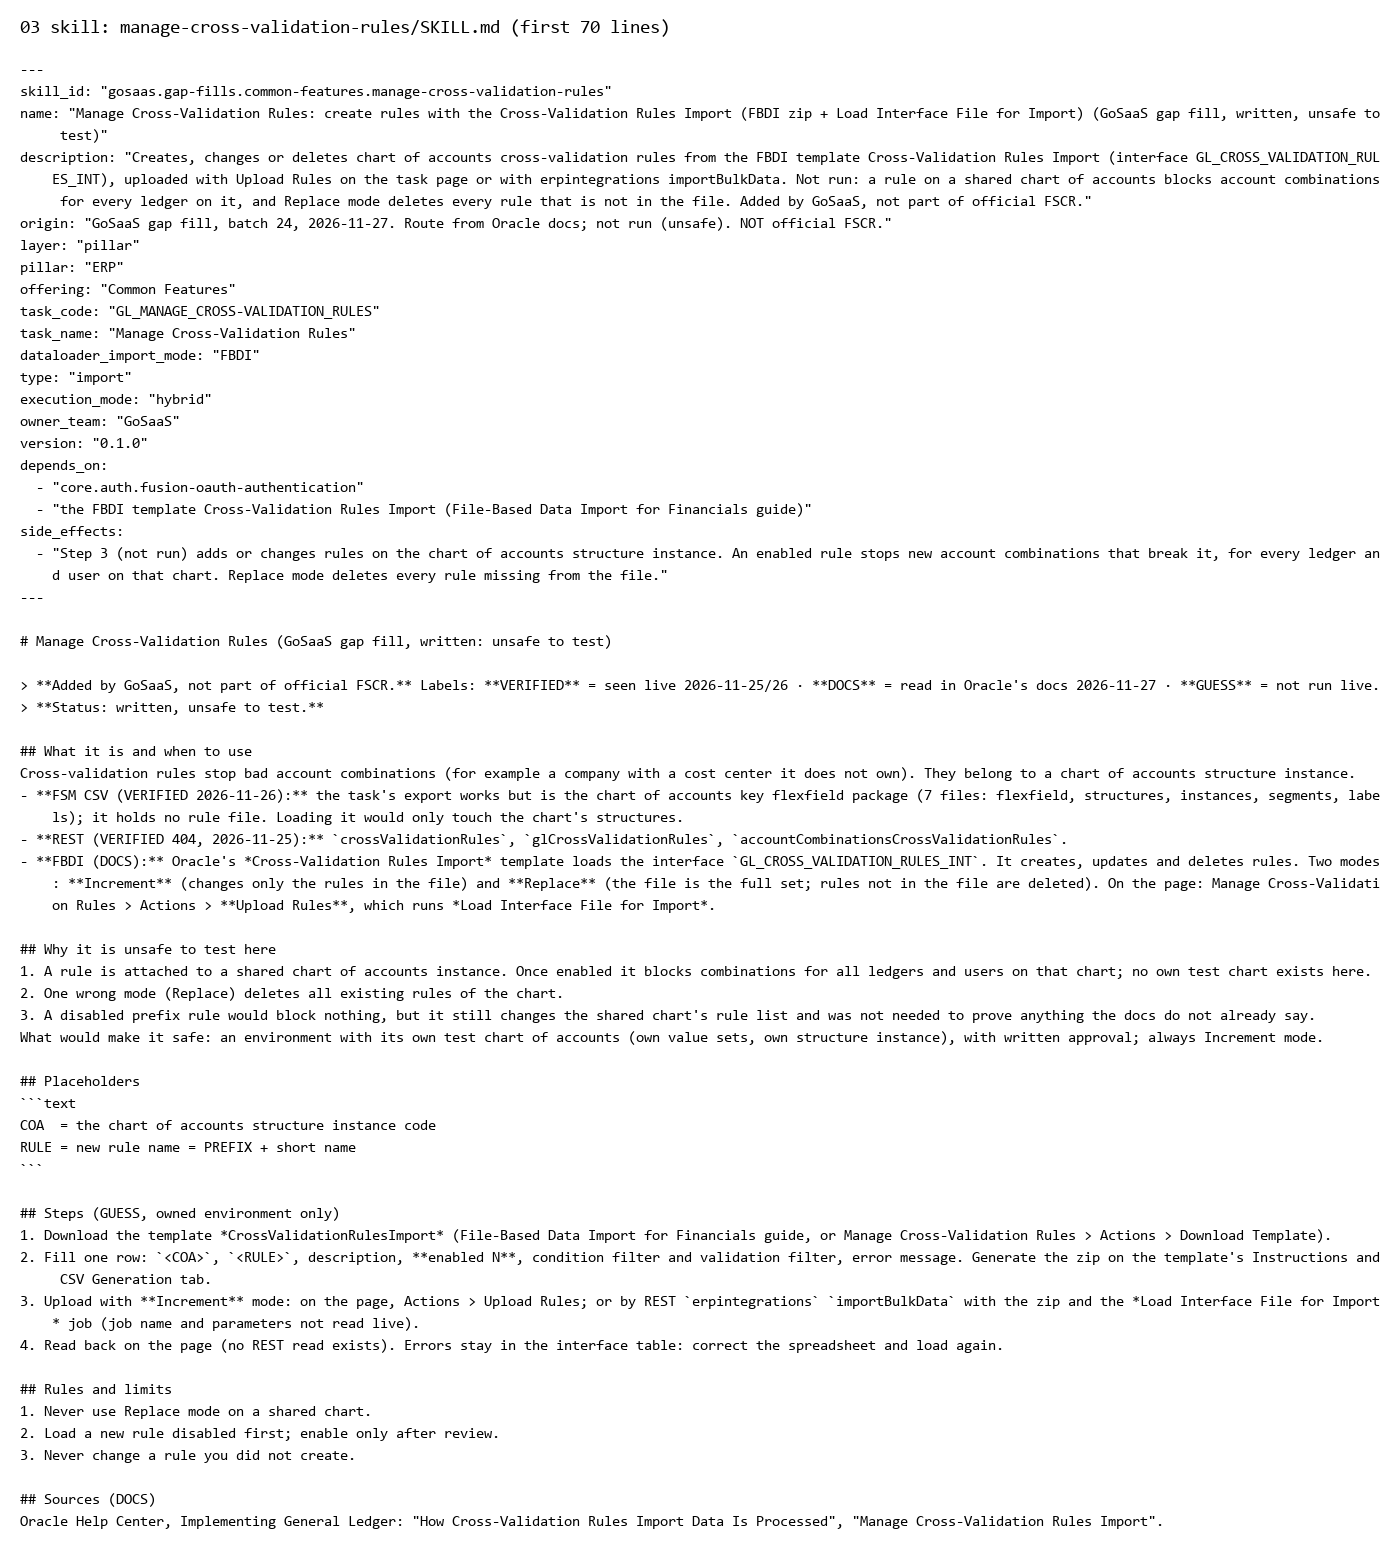 03 skill: manage-cross-validation-rules/SKILL.md (first 70 lines)
---
skill_id: "gosaas.gap-fills.common-features.manage-cross-validation-rules"
name: "Manage Cross-Validation Rules: create rules with the Cross-Validation Rules Import (FBDI zip + Load Interface File for Import) (GoSaaS gap fill, written, unsafe to
test)"
description: "Creates, changes or deletes chart of accounts cross-validation rules from the FBDI template Cross-Validation Rules Import (interface GL_CROSS_VALIDATION_RUL
ES_INT), uploaded with Upload Rules on the task page or with erpintegrations importBulkData. Not run: a rule on a shared chart of accounts blocks account combinations
for every ledger on it, and Replace mode deletes every rule that is not in the file. Added by GoSaaS, not part of official FSCR."
origin: "GoSaaS gap fill, batch 24, 2026-11-27. Route from Oracle docs; not run (unsafe). NOT official FSCR."
layer: "pillar"
pillar: "ERP"
offering: "Common Features"
task_code: "GL_MANAGE_CROSS-VALIDATION_RULES"
task_name: "Manage Cross-Validation Rules"
dataloader_import_mode: "FBDI"
type: "import"
execution_mode: "hybrid"
owner_team: "GoSaaS"
version: "0.1.0"
depends_on:
  - "core.auth.fusion-oauth-authentication"
  - "the FBDI template Cross-Validation Rules Import (File-Based Data Import for Financials guide)"
side_effects:
  - "Step 3 (not run) adds or changes rules on the chart of accounts structure instance. An enabled rule stops new account combinations that break it, for every ledger an
d user on that chart. Replace mode deletes every rule missing from the file."
---
# Manage Cross-Validation Rules (GoSaaS gap fill, written: unsafe to test)
> **Added by GoSaaS, not part of official FSCR.** Labels: **VERIFIED** = seen live 2026-11-25/26 · **DOCS** = read in Oracle's docs 2026-11-27 · **GUESS** = not run live.
> **Status: written, unsafe to test.**
## What it is and when to use
Cross-validation rules stop bad account combinations (for example a company with a cost center it does not own). They belong to a chart of accounts structure instance.
- **FSM CSV (VERIFIED 2026-11-26):** the task's export works but is the chart of accounts key flexfield package (7 files: flexfield, structures, instances, segments, labe
ls); it holds no rule file. Loading it would only touch the chart's structures.
- **REST (VERIFIED 404, 2026-11-25):** `crossValidationRules`, `glCrossValidationRules`, `accountCombinationsCrossValidationRules`.
- **FBDI (DOCS):** Oracle's *Cross-Validation Rules Import* template loads the interface `GL_CROSS_VALIDATION_RULES_INT`. It creates, updates and deletes rules. Two modes
: **Increment** (changes only the rules in the file) and **Replace** (the file is the full set; rules not in the file are deleted). On the page: Manage Cross-Validati
on Rules > Actions > **Upload Rules**, which runs *Load Interface File for Import*.
## Why it is unsafe to test here
1. A rule is attached to a shared chart of accounts instance. Once enabled it blocks combinations for all ledgers and users on that chart; no own test chart exists here.
2. One wrong mode (Replace) deletes all existing rules of the chart.
3. A disabled prefix rule would block nothing, but it still changes the shared chart's rule list and was not needed to prove anything the docs do not already say.
What would make it safe: an environment with its own test chart of accounts (own value sets, own structure instance), with written approval; always Increment mode.
## Placeholders
```text
COA  = the chart of accounts structure instance code
RULE = new rule name = PREFIX + short name
```
## Steps (GUESS, owned environment only)
1. Download the template *CrossValidationRulesImport* (File-Based Data Import for Financials guide, or Manage Cross-Validation Rules > Actions > Download Template).
2. Fill one row: `<COA>`, `<RULE>`, description, **enabled N**, condition filter and validation filter, error message. Generate the zip on the template's Instructions and
CSV Generation tab.
3. Upload with **Increment** mode: on the page, Actions > Upload Rules; or by REST `erpintegrations` `importBulkData` with the zip and the *Load Interface File for Import
* job (job name and parameters not read live).
4. Read back on the page (no REST read exists). Errors stay in the interface table: correct the spreadsheet and load again.
## Rules and limits
1. Never use Replace mode on a shared chart.
2. Load a new rule disabled first; enable only after review.
3. Never change a rule you did not create.
## Sources (DOCS)
Oracle Help Center, Implementing General Ledger: "How Cross-Validation Rules Import Data Is Processed", "Manage Cross-Validation Rules Import".